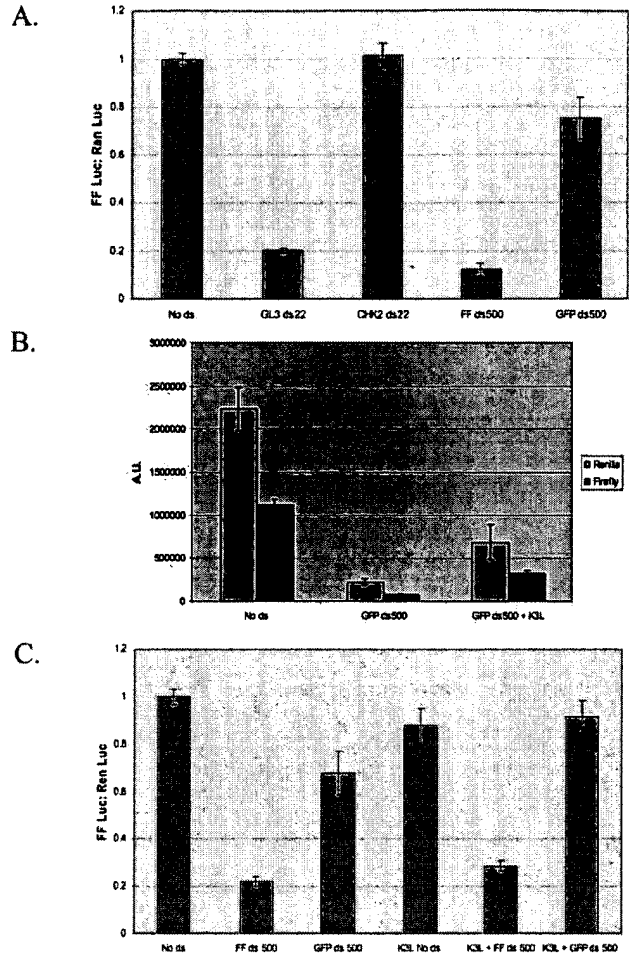 A.
FF Luc: Ren Luc
1.2
1
0.8
0.6
0.4
0.2
0
No ds
GL3 ds22
CHK2 ds22
FF ds500
GFP ds500
B.
A.U.
3000000
2500000
2000000
1500000
1000000
500000
0
No ds
GFP ds500
GFP ds500 + K3L
Renilla
Firefly
C.
FF Luc: Ren Luc
1.2
1
0.8
0.6
0.4
0.2
0
No ds
FF ds 500
GFP ds 500
K3L No ds
K3L + FF ds 500
K3L + GFP ds 500